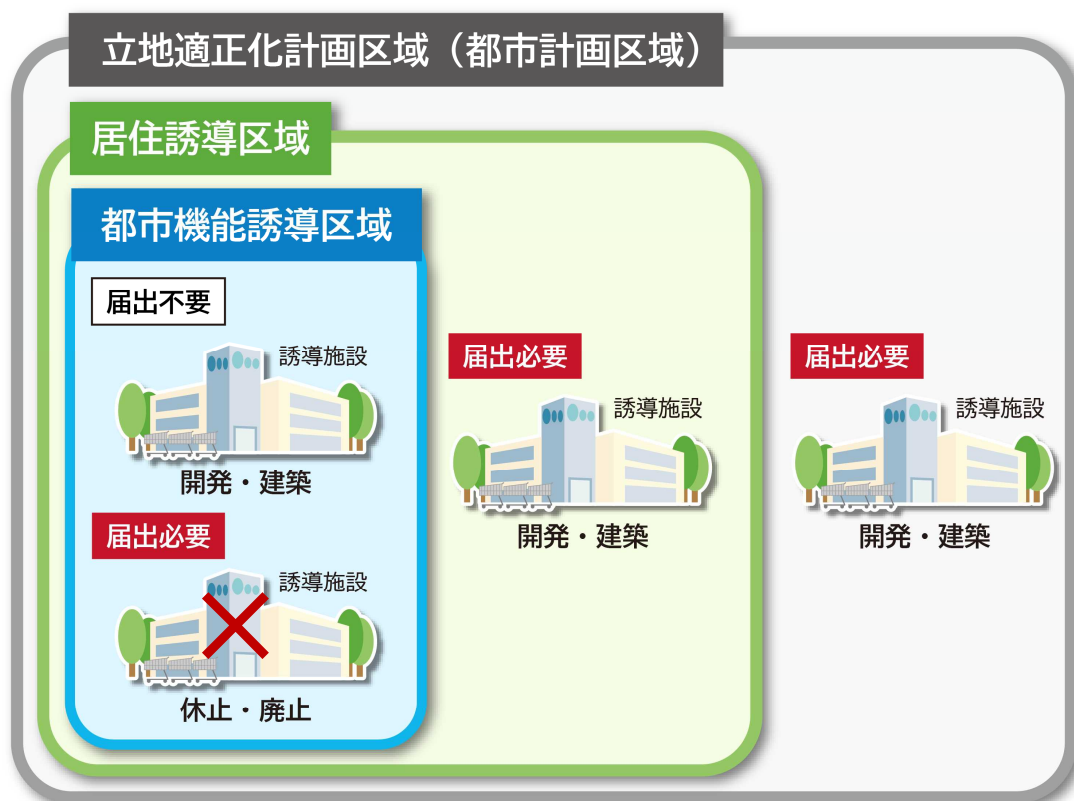 立地適正化計画区域（都市計画区域）
居住誘導区域
都市機能誘導区域
届出不要
誘導施設
開発・建築
届出必要
誘導施設
休止・廃止
届出必要
誘導施設
開発・建築
届出必要
誘導施設
開発・建築